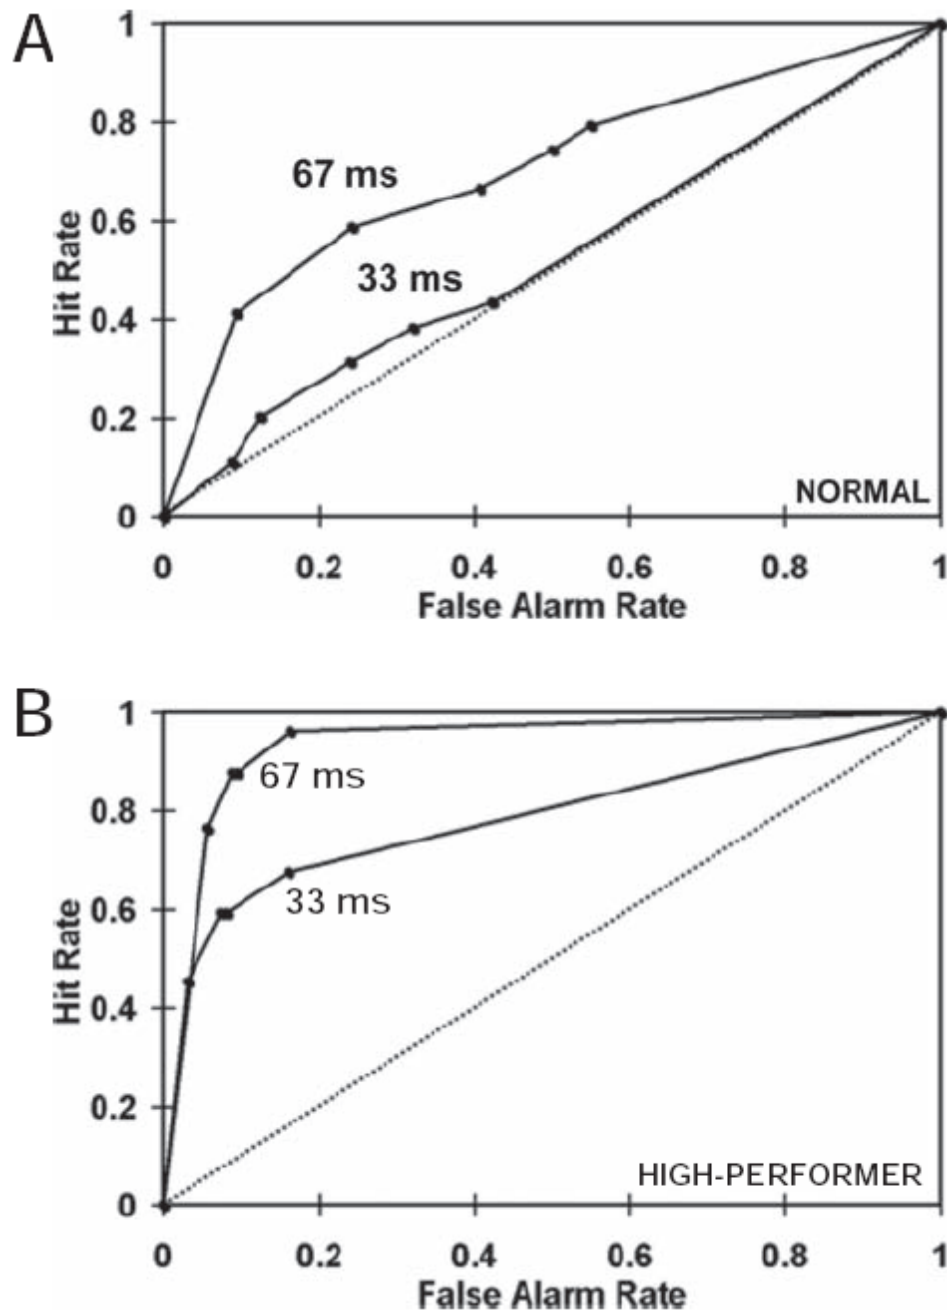 A
1
0.8
67 ms
0.6
33 ms
Hit Rate
0.4
0.2
NORMAL
0
0 0.2 0.4 0.6 0.8 1
False Alarm Rate
B
1
67 ms
0.8
33 ms
0.6
Hit Rate
0.4
0.2
HIGH-PERFORMER
0
0 0.2 0.4 0.6 0.8 1
False Alarm Rate